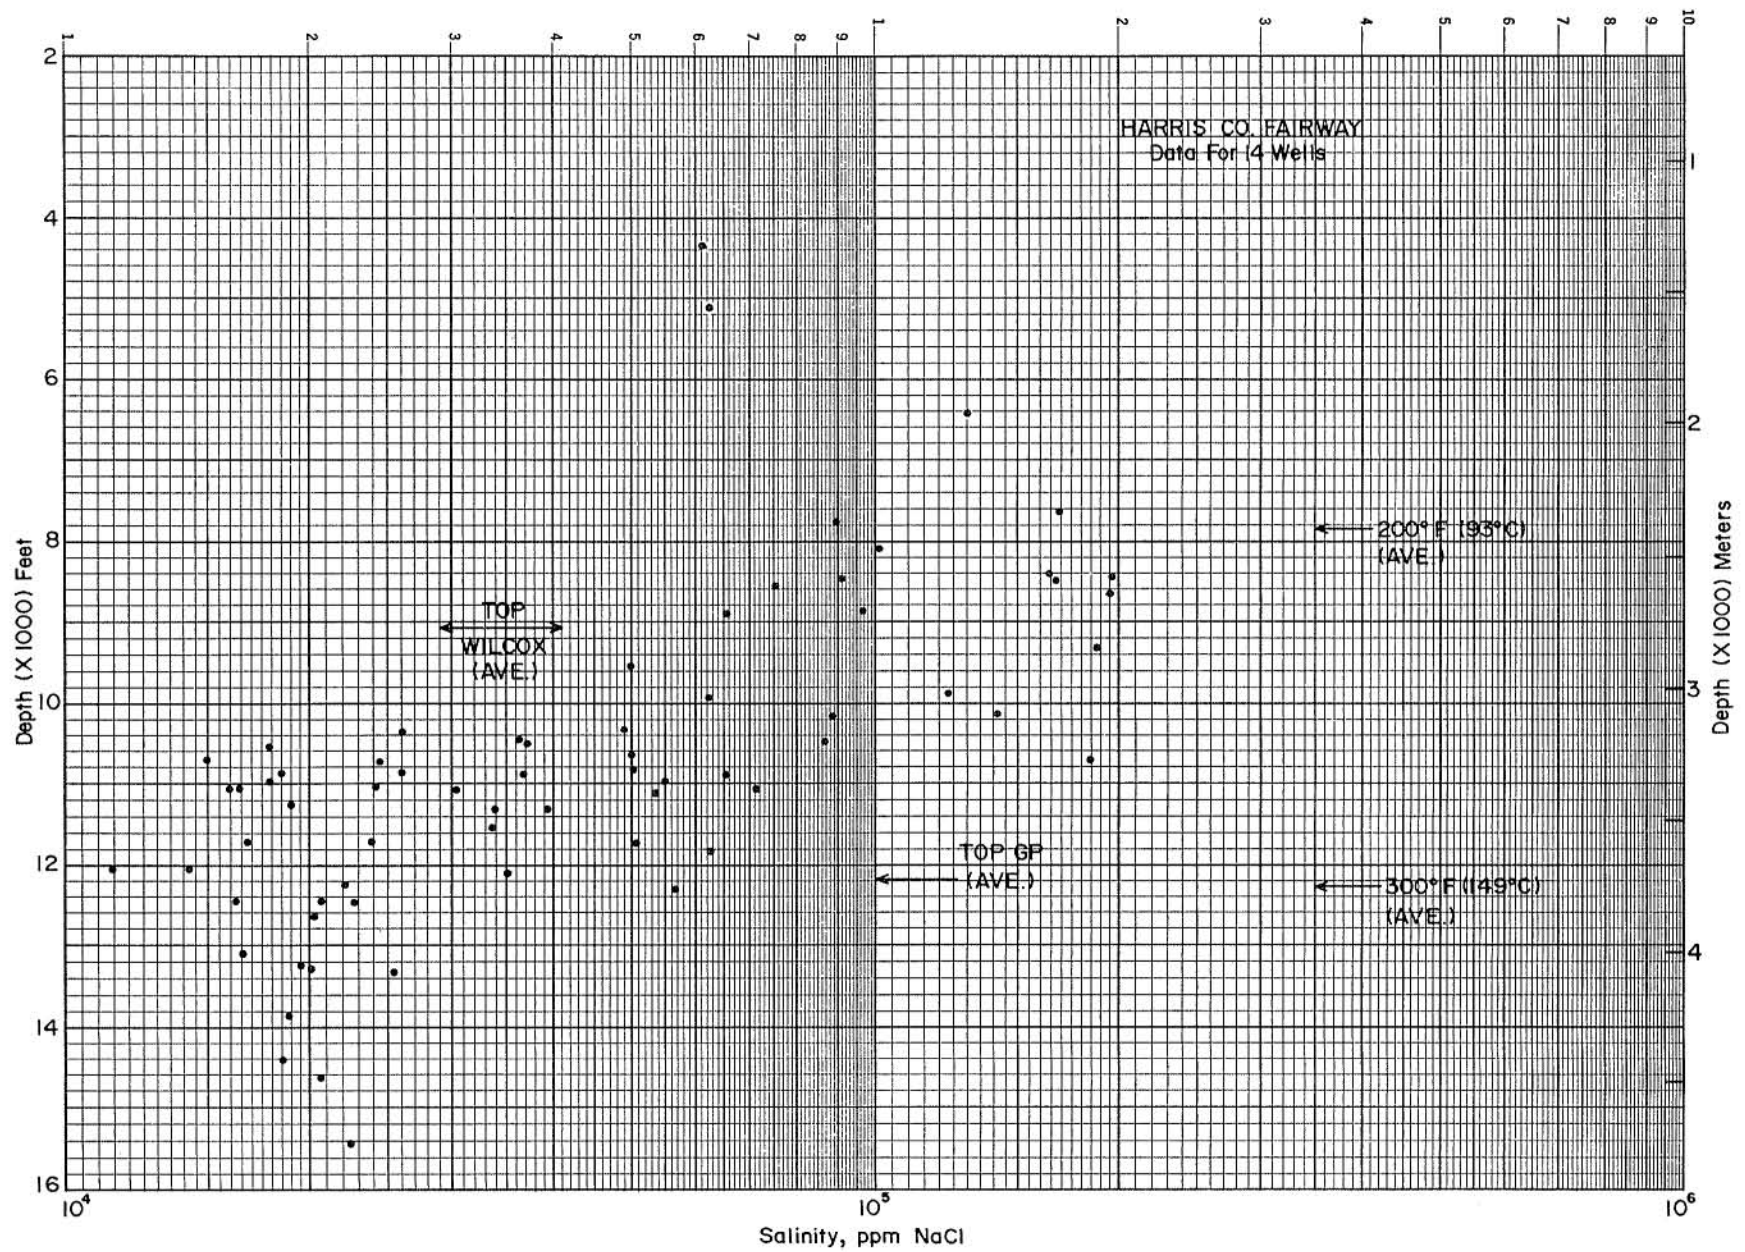 1 2 3 4 5 6 7 8 9 1 2 3 4 5 6 7 8 9 10
2
4
6
8
10
12
14
16
Depth (X 1000) Feet
HARRIS CO. FAIRWAY
Data For 14 Wells
TOP
WILCOX
(AVE.)
200° F (93°C)
(AVE.)
TOP GP
(AVE.)
300° F (149°C)
(AVE.)
1
2
3
4
Depth (X 1000) Meters
10⁴ 10⁵ 10⁶
Salinity, ppm NaCl